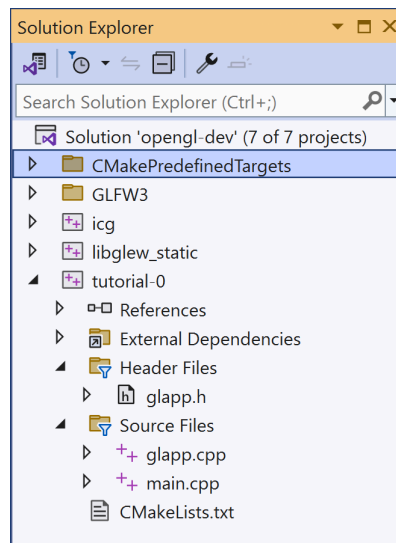 Solution Explorer
Search Solution Explorer (Ctrl+;)
Solution 'opengl-dev' (7 of 7 projects)
CMakePredefinedTargets
GLFW3
icg
libglew_static
tutorial-0
References
External Dependencies
Header Files
glapp.h
Source Files
glapp.cpp
main.cpp
CMakeLists.txt